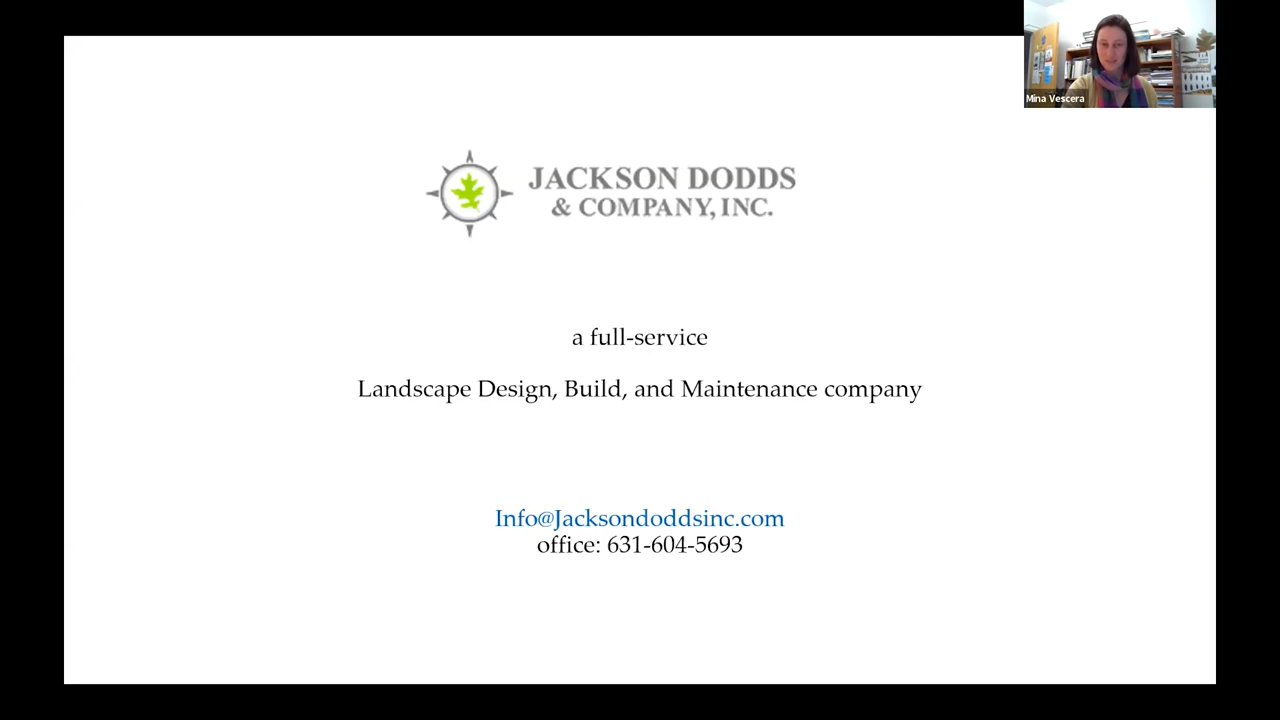 Mina Vescera
JACKSON DODDS
& COMPANY, INC.
a full-service
Landscape Design, Build, and Maintenance company
Info@Jacksondoddsinc.com
office: 631-604-5693